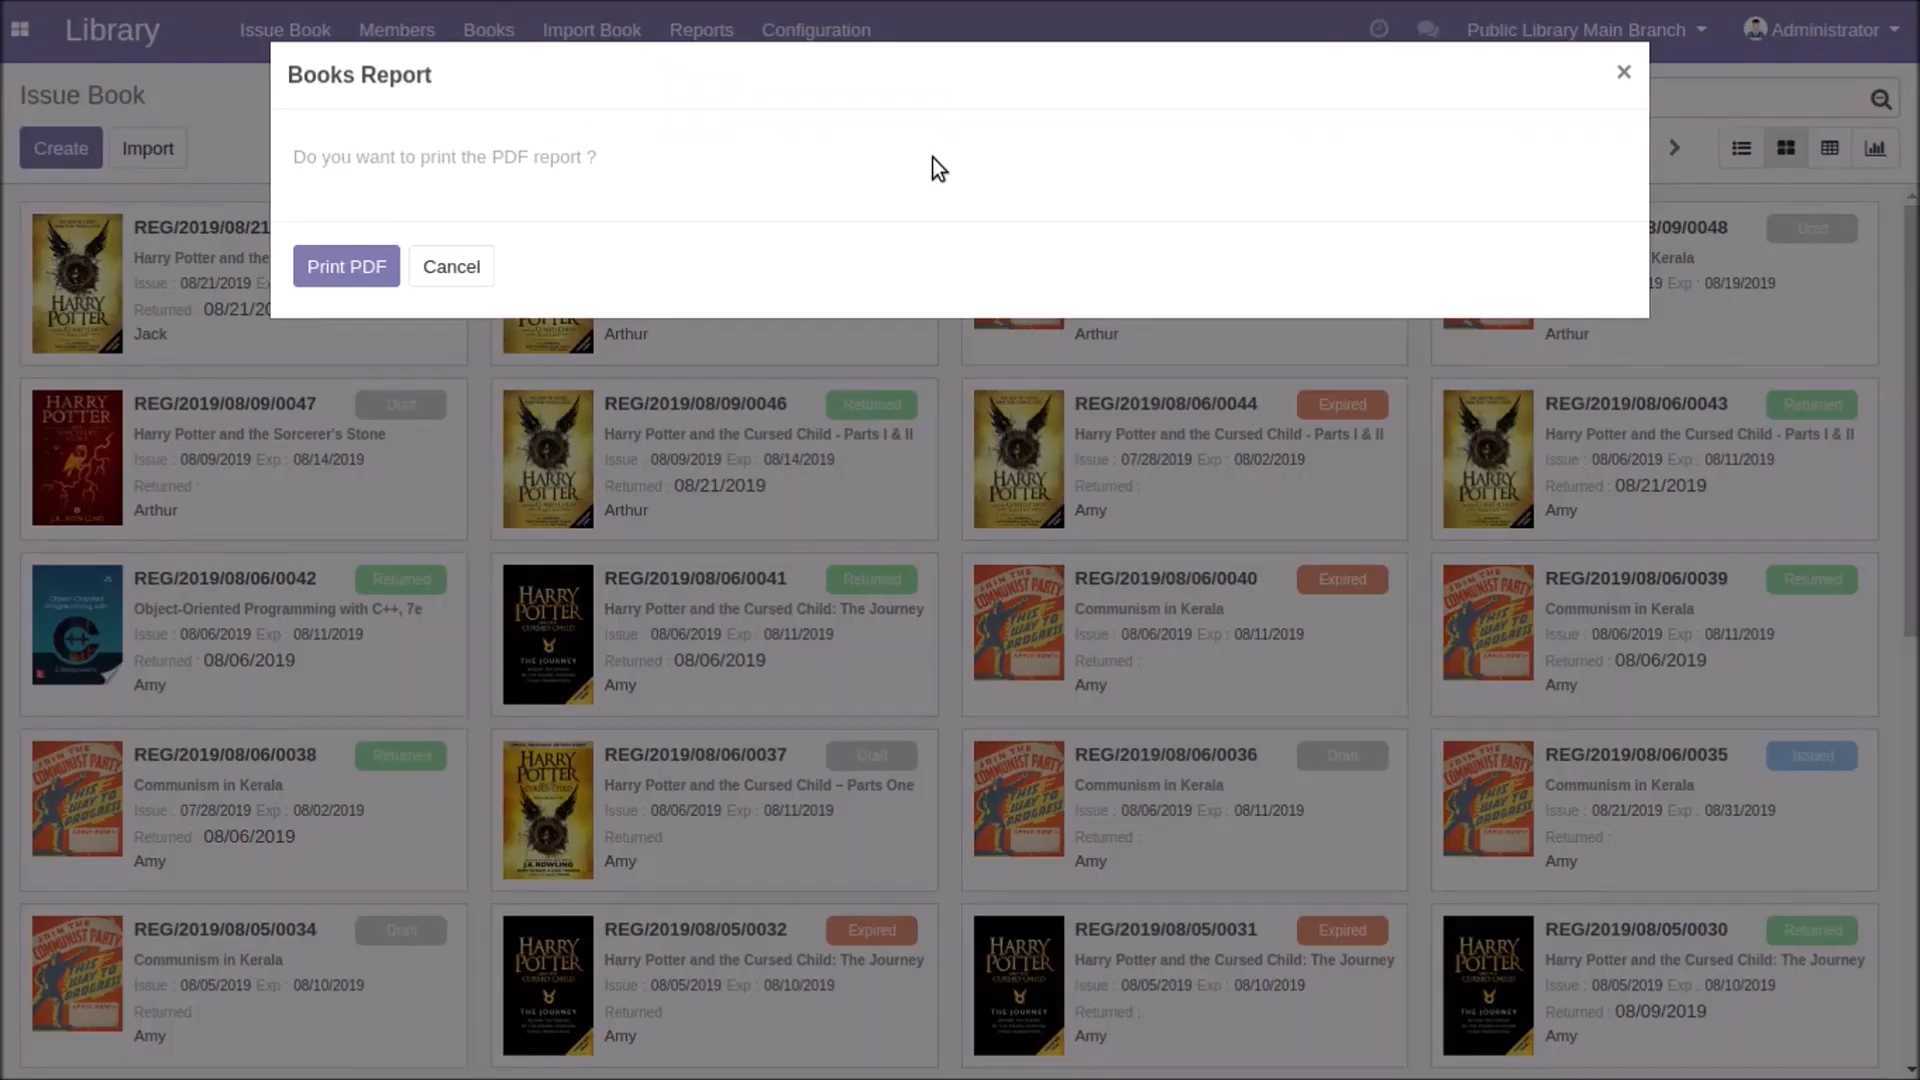 Library
Issue Book Members Books Import Book Reports Configuration
Public Library Main Branch
Administrator
Books Report
×
Issue Book
Create Import
Do you want to print the PDF report ?
Print PDF Cancel
REG/2019/08/21
Harry Potter and the
Issue : 08/21/2019
Returned : 08/21/20
Jack
Arthur
Arthur
/09/0048 Draft
Kerala
19 Exp : 08/19/2019
Arthur
REG/2019/08/09/0047 Draft
Harry Potter and the Sorcerer's Stone
Issue : 08/09/2019 Exp : 08/14/2019
Returned :
Arthur
REG/2019/08/09/0046 Returned
Harry Potter and the Cursed Child - Parts I & II
Issue : 08/09/2019 Exp : 08/14/2019
Returned : 08/21/2019
Arthur
REG/2019/08/06/0044 Expired
Harry Potter and the Cursed Child - Parts I & II
Issue : 07/28/2019 Exp : 08/02/2019
Returned :
Amy
REG/2019/08/06/0043 Returned
Harry Potter and the Cursed Child - Parts I & II
Issue : 08/06/2019 Exp : 08/11/2019
Returned : 08/21/2019
Amy
REG/2019/08/06/0042 Returned
Object-Oriented Programming with C++, 7e
Issue : 08/06/2019 Exp : 08/11/2019
Returned : 08/06/2019
Amy
REG/2019/08/06/0041 Returned
Harry Potter and the Cursed Child: The Journey
Issue : 08/06/2019 Exp : 08/11/2019
Returned : 08/06/2019
Amy
REG/2019/08/06/0040 Expired
Communism in Kerala
Issue : 08/06/2019 Exp : 08/11/2019
Returned :
Amy
REG/2019/08/06/0039 Returned
Communism in Kerala
Issue : 08/06/2019 Exp : 08/11/2019
Returned : 08/06/2019
Amy
REG/2019/08/06/0038 Returned
Communism in Kerala
Issue : 07/28/2019 Exp : 08/02/2019
Returned : 08/06/2019
Amy
REG/2019/08/06/0037 Draft
Harry Potter and the Cursed Child – Parts One
Issue : 08/06/2019 Exp : 08/11/2019
Returned
Amy
REG/2019/08/06/0036 Draft
Communism in Kerala
Issue : 08/06/2019 Exp : 08/11/2019
Returned :
Amy
REG/2019/08/06/0035 Issued
Communism in Kerala
Issue : 08/21/2019 Exp : 08/31/2019
Returned :
Amy
REG/2019/08/05/0034 Draft
Communism in Kerala
Issue : 08/05/2019 Exp : 08/10/2019
Returned :
Amy
REG/2019/08/05/0032 Expired
Harry Potter and the Cursed Child: The Journey
Issue : 08/05/2019 Exp : 08/10/2019
Returned
Amy
REG/2019/08/05/0031 Expired
Harry Potter and the Cursed Child: The Journey
Issue : 08/05/2019 Exp : 08/10/2019
Returned :
Amy
REG/2019/08/05/0030 Returned
Harry Potter and the Cursed Child: The Journey
Issue : 08/05/2019 Exp : 08/10/2019
Returned : 08/09/2019
Amy